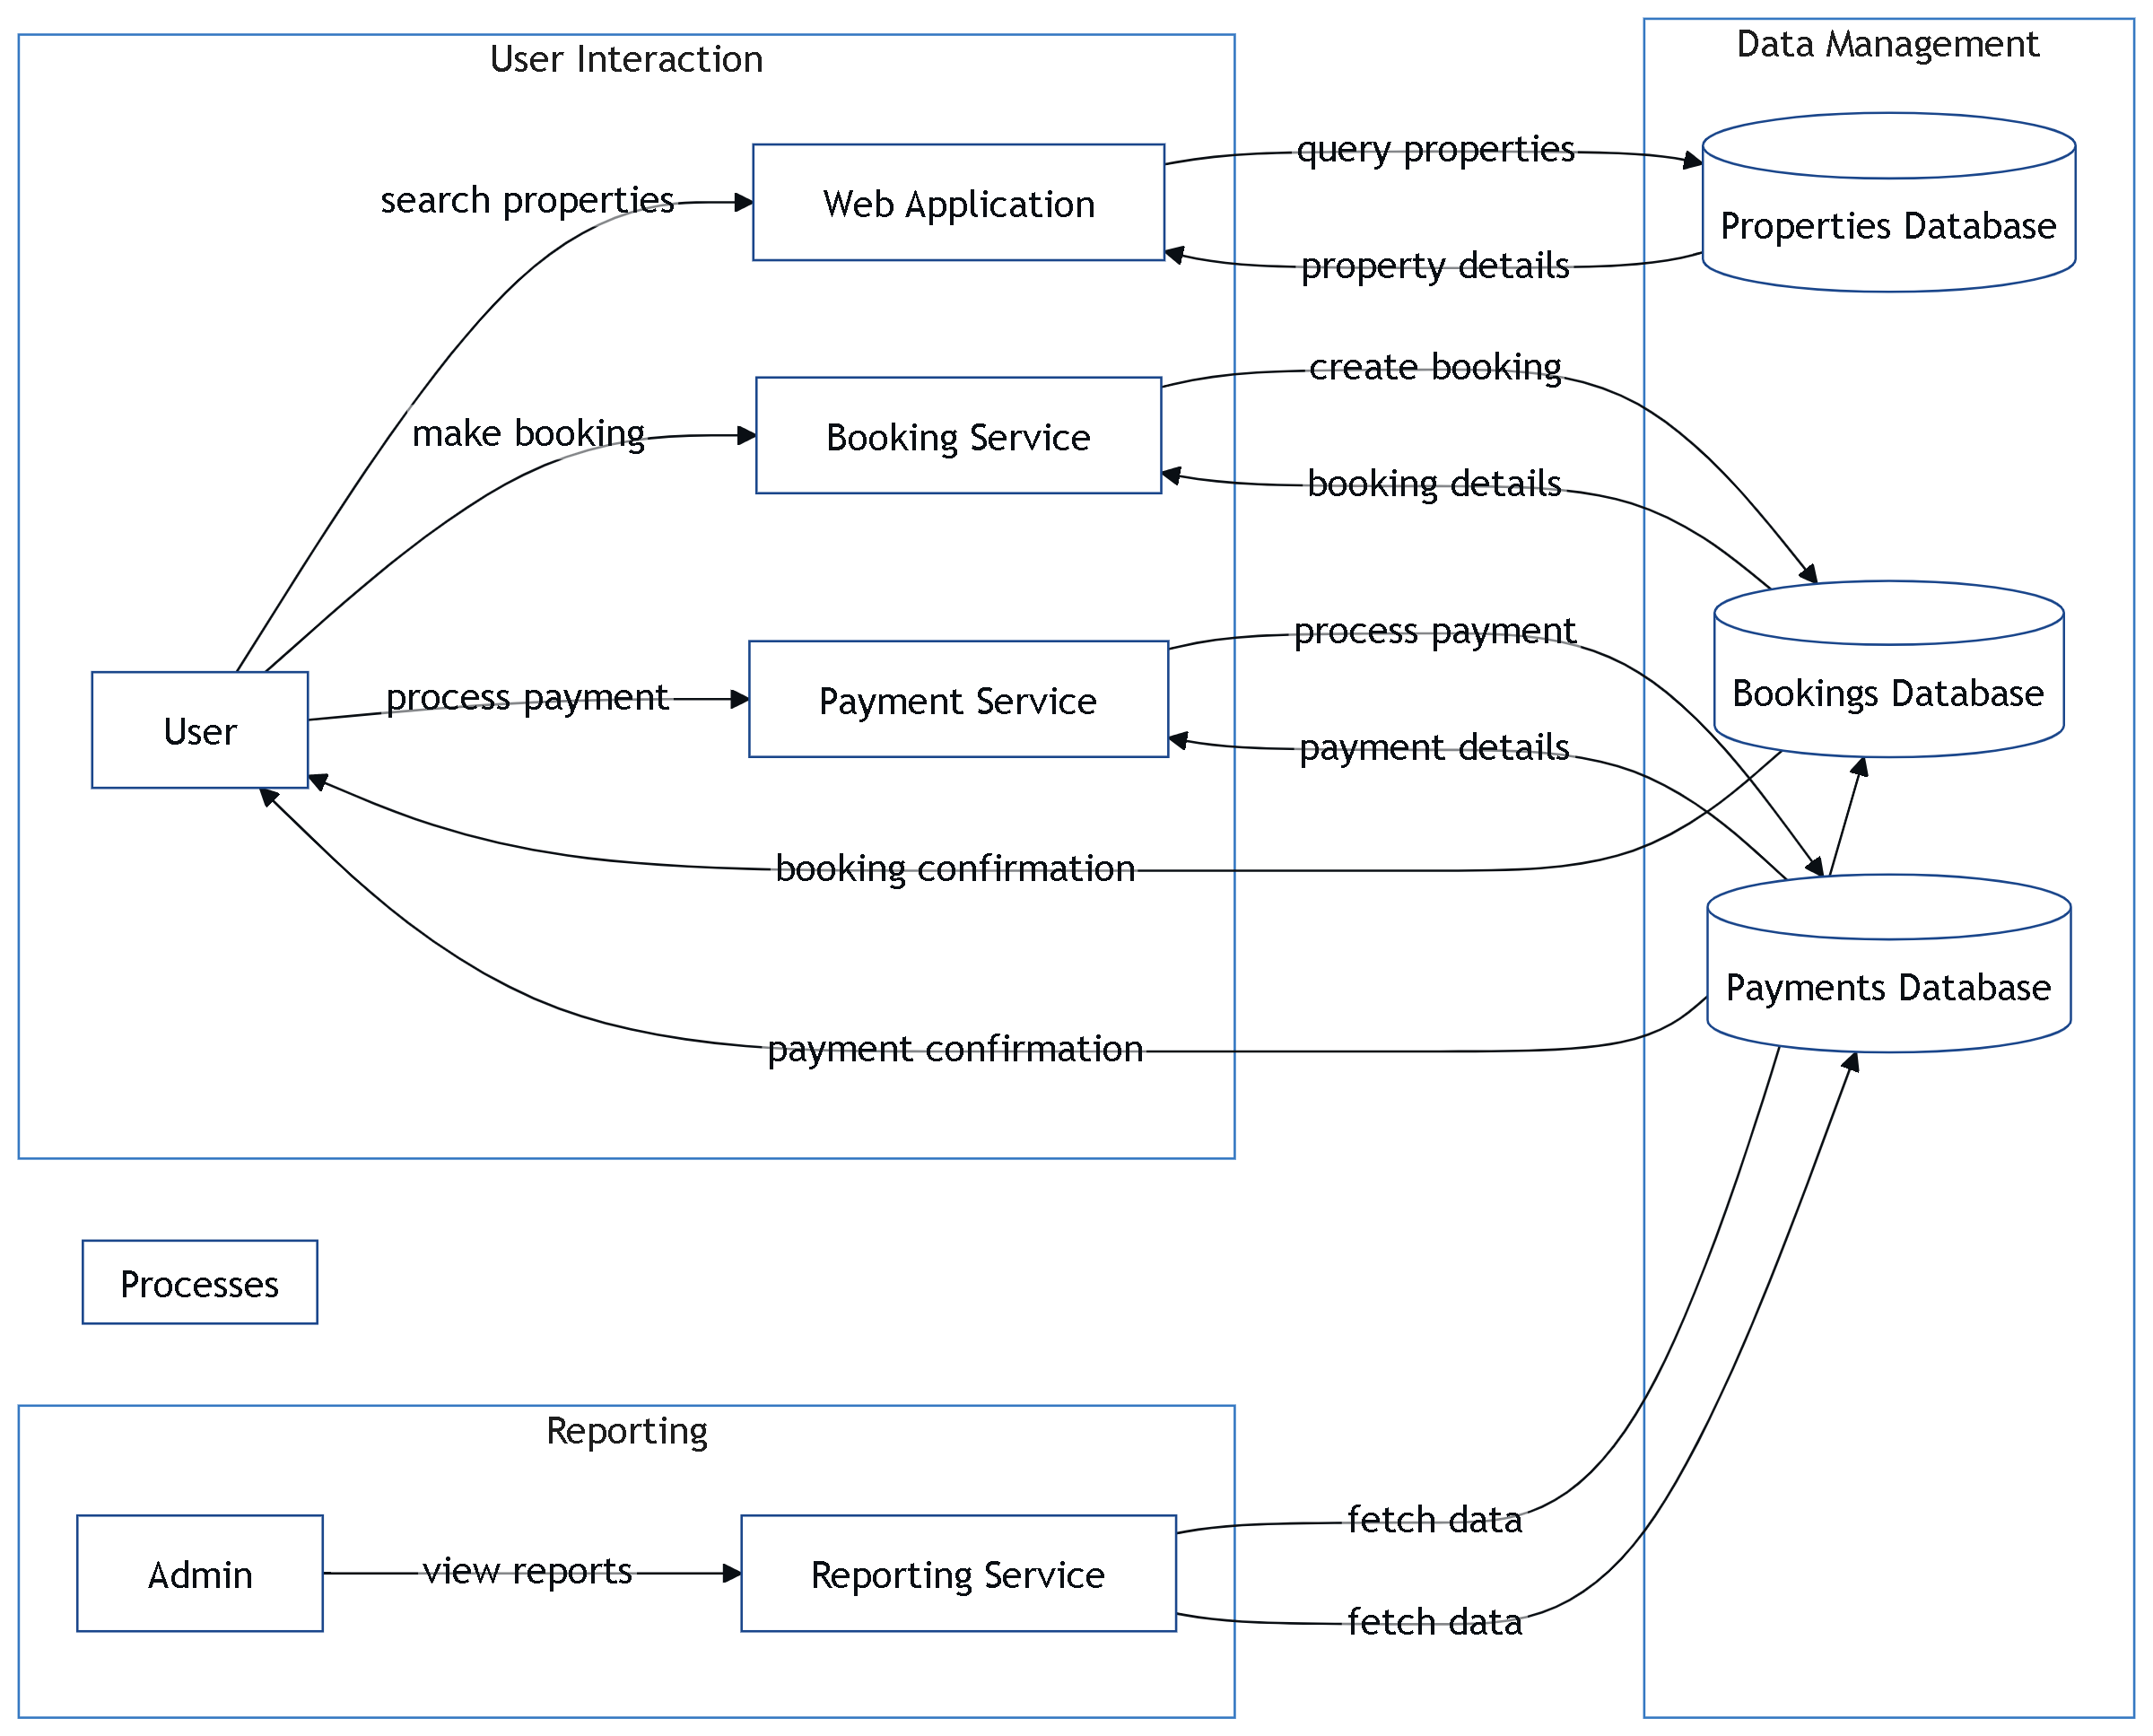 User Interaction
Data Management
search properties
Web Application
query properties
property details
Properties Database
make booking
Booking Service
create booking
booking details
Bookings Database
User
process payment
Payment Service
process payment
payment details
Payments Database
booking confirmation
payment confirmation
Processes
Reporting
Admin
view reports
Reporting Service
fetch data
fetch data